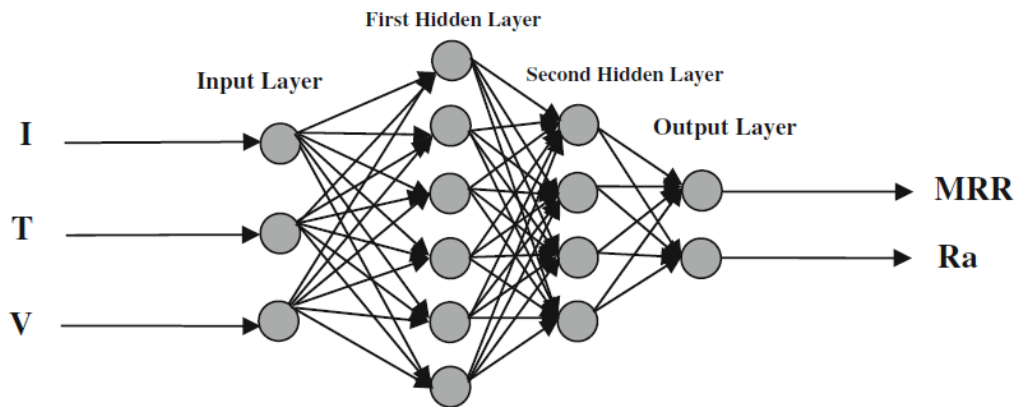 First Hidden Layer
Input Layer
Second Hidden Layer
Output Layer
I
T
V
MRR
Ra